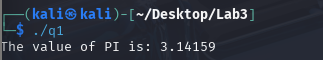 ┌──(kali㉿kali)-[~/Desktop/Lab3]
└─$ ./q1
The value of PI is: 3.14159